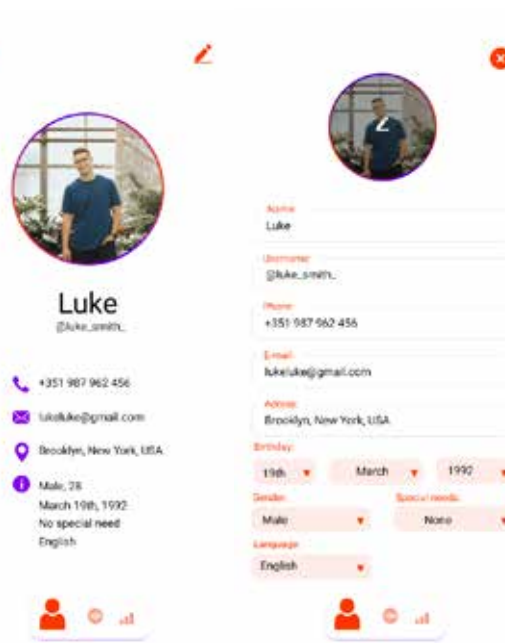 Luke
@luke_smith_
+351 987 962 456
lukeluke@gmail.com
Brooklyn, New York, USA
Male, 28
March 19th, 1992
No special need
English
Name
Luke
Username
@luke_smith_
Phone
+351 987 962 456
E-mail
lukeluke@gmail.com
Adress
Brooklyn, New York, USA
Birthday
19th March 1992
Gender Special needs
Male None
Language
English